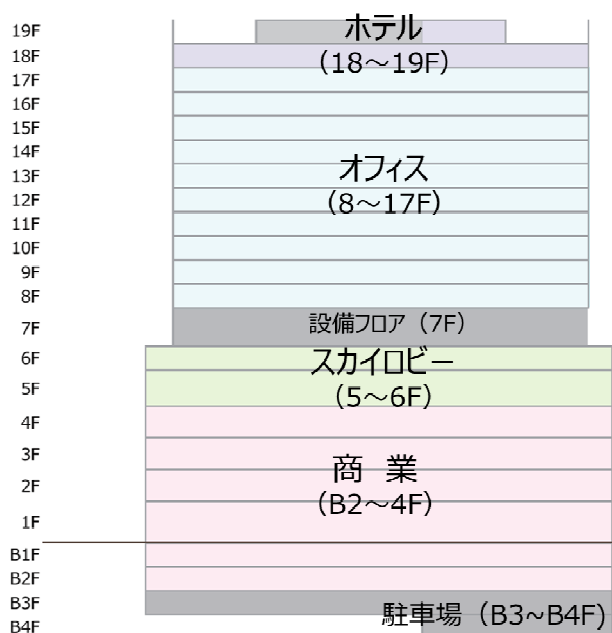 19F
ホテル
(18~19F)
18F
17F
16F
15F
14F
オフィス
(8~17F)
13F
12F
11F
10F
9F
8F
7F
設備フロア (7F)
6F
スカイロビー
(5~6F)
5F
4F
3F
2F
商 業
(B2~4F)
1F
B1F
B2F
B3F
駐車場 (B3~B4F)
B4F